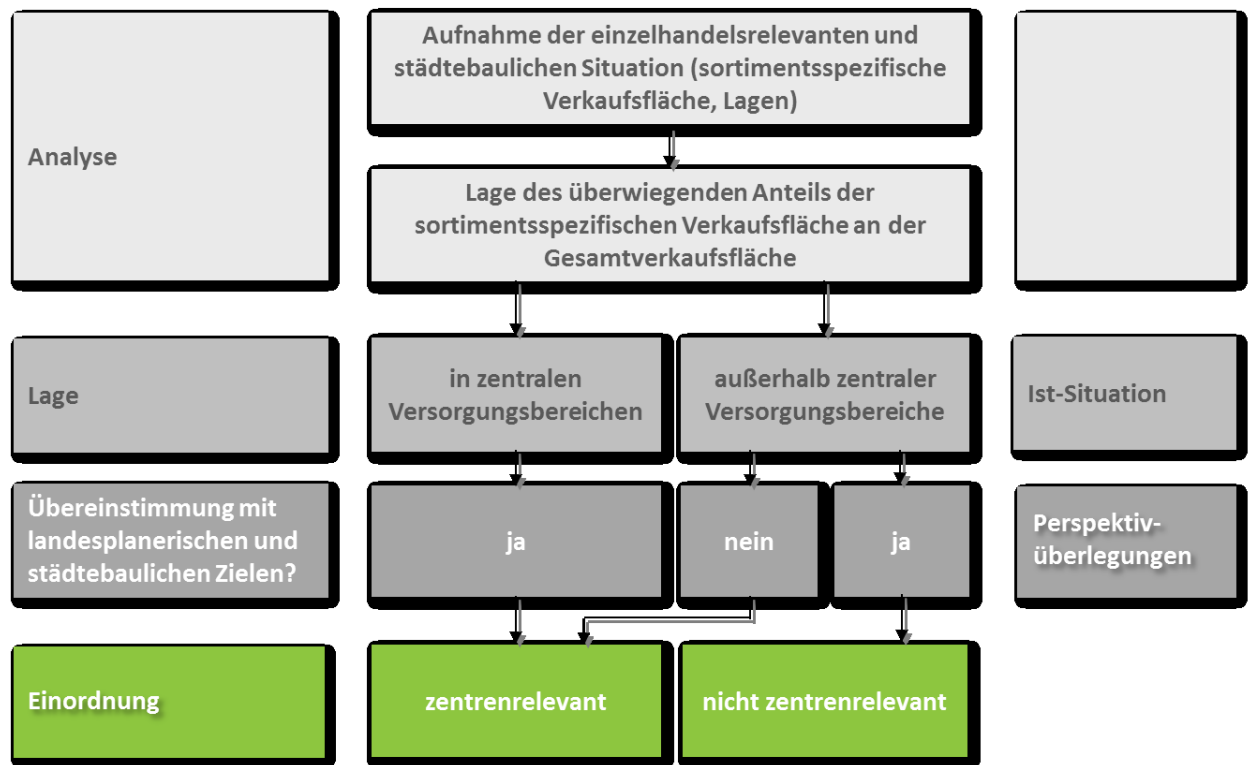 Aufnahme der einzelhandelsrelevanten und
städtebaulichen Situation (sortimentsspezifische
Verkaufsfläche, Lagen)
Analyse
Lage des überwiegenden Anteils der
sortimentsspezifischen Verkaufsfläche an der
Gesamtverkaufsfläche
Lage
in zentralen
Versorgungsbereichen
außerhalb zentraler
Versorgungsbereiche
Ist-Situation
Übereinstimmung mit
landesplanerischen und
städtebaulichen Zielen?
ja
nein
ja
Perspektiv-
überlegungen
Einordnung
zentrenrelevant
nicht zentrenrelevant